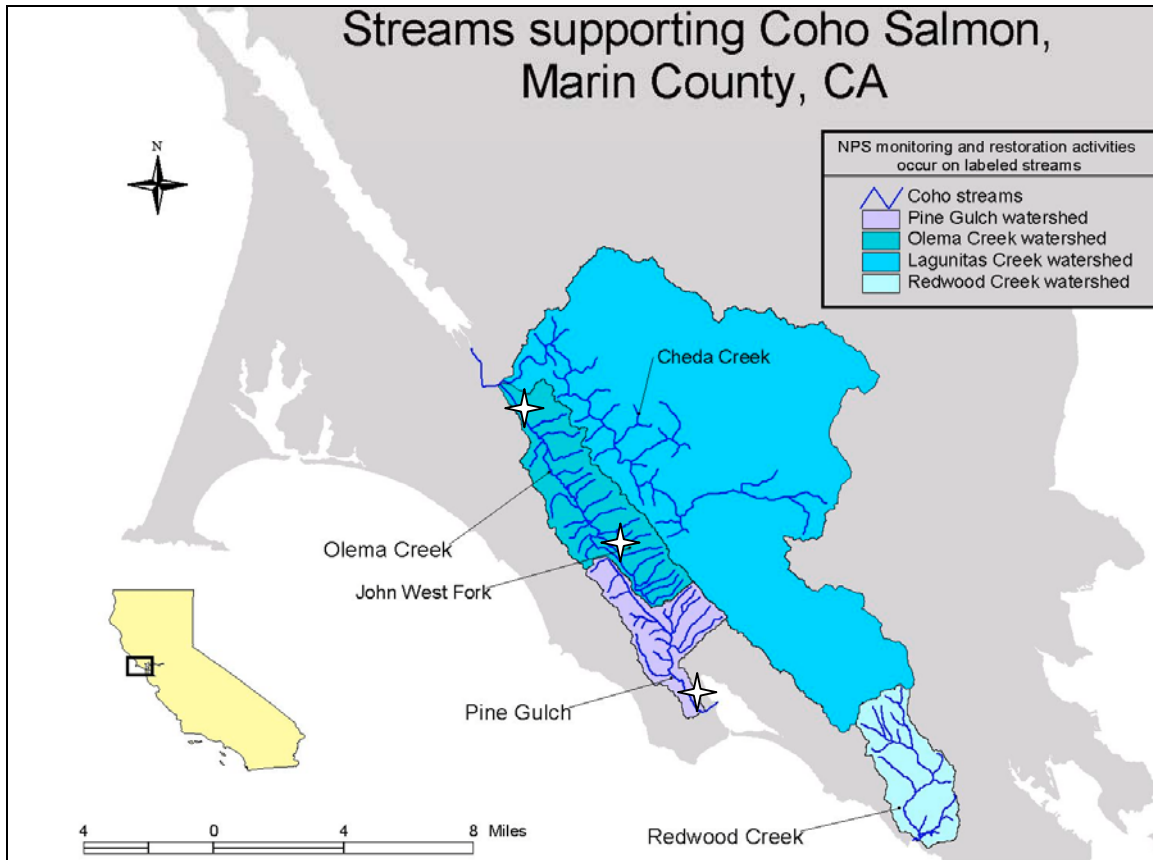 Streams supporting Coho Salmon,
Marin County, CA
N
NPS monitoring and restoration activities
occur on labeled streams
Coho streams
Pine Gulch watershed
Olema Creek watershed
Lagunitas Creek watershed
Redwood Creek watershed
Cheda Creek
Olema Creek
John West Fork
Pine Gulch
Redwood Creek
4 0 4 8 Miles